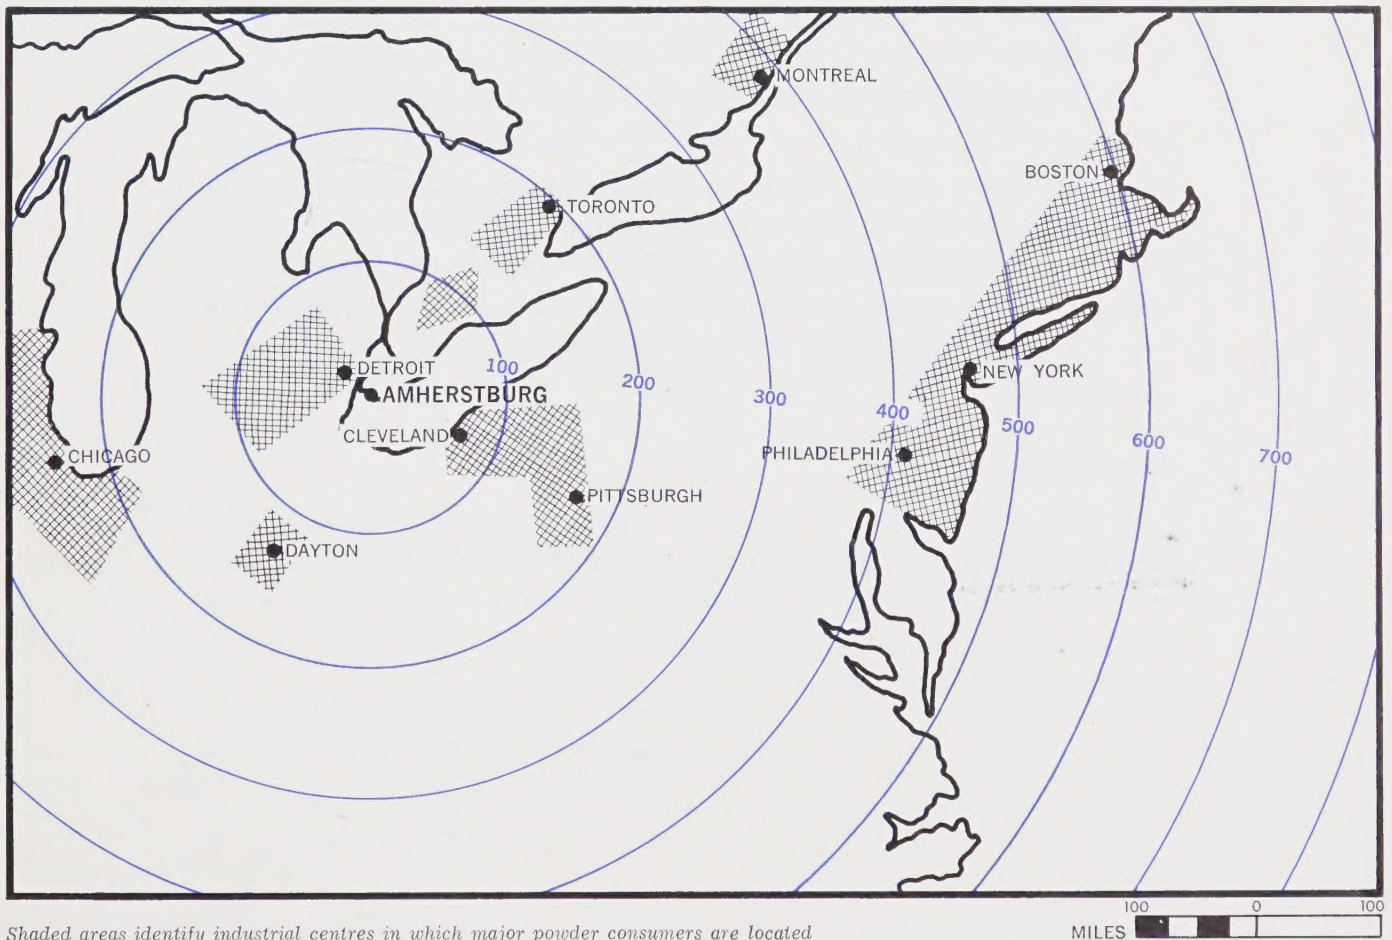 MONTREAL
BOSTON
TORONTO
DETROIT
100
200
300
400
500
600
700
AMHERSTBURG
NEW YORK
CLEVELAND
PHILADELPHIA
CHICAGO
PITTSBURGH
DAYTON
100 0 100
MILES
Shaded areas identify industrial centres in which major powder consumers are located